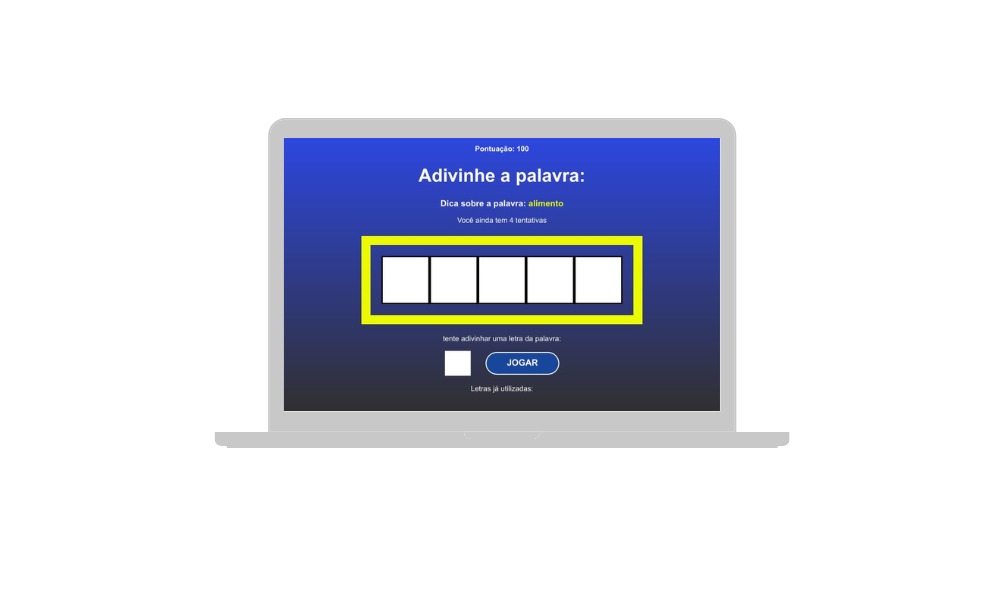 Pontuação: 100
Adivinhe a palavra:
Dica sobre a palavra: alimento
Você ainda tem 4 tentativas
tente adivinhar uma letra da palavra:
JOGAR
Letras já utilizadas: